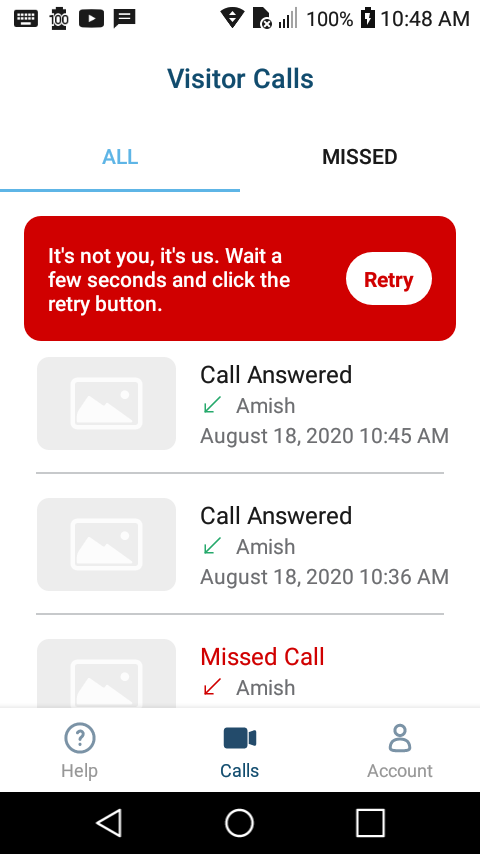 100 100% 10:48 AM
Visitor Calls
ALL MISSED
It's not you, it's us. Wait a
few seconds and click the
retry button.
Retry
Call Answered
Amish
August 18, 2020 10:45 AM
Call Answered
Amish
August 18, 2020 10:36 AM
Missed Call
Amish
Help Calls Account